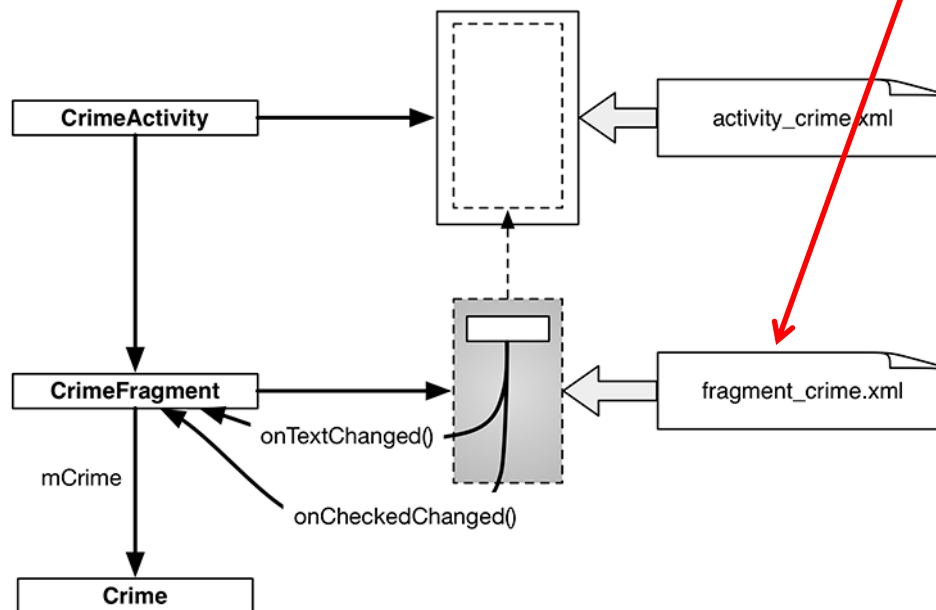 CrimeActivity
activity_crime.xml
CrimeFragment
fragment_crime.xml
onTextChanged()
mCrime
onCheckedChanged()
Crime